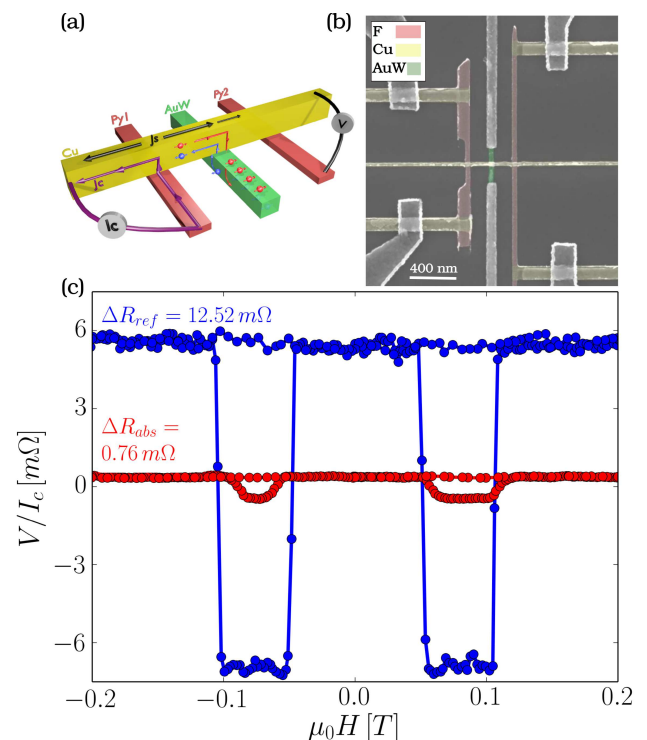 (a)
Cu
Py1
AuW
Py2
js
jc
Ic
V
(b)
F
Cu
AuW
400 nm
(c)
ΔR_ref = 12.52 mΩ
ΔR_abs =
0.76 mΩ
V/I_c [mΩ]
6
3
0
−3
−6
−0.2
−0.1
0.0
0.1
0.2
μ₀H [T]